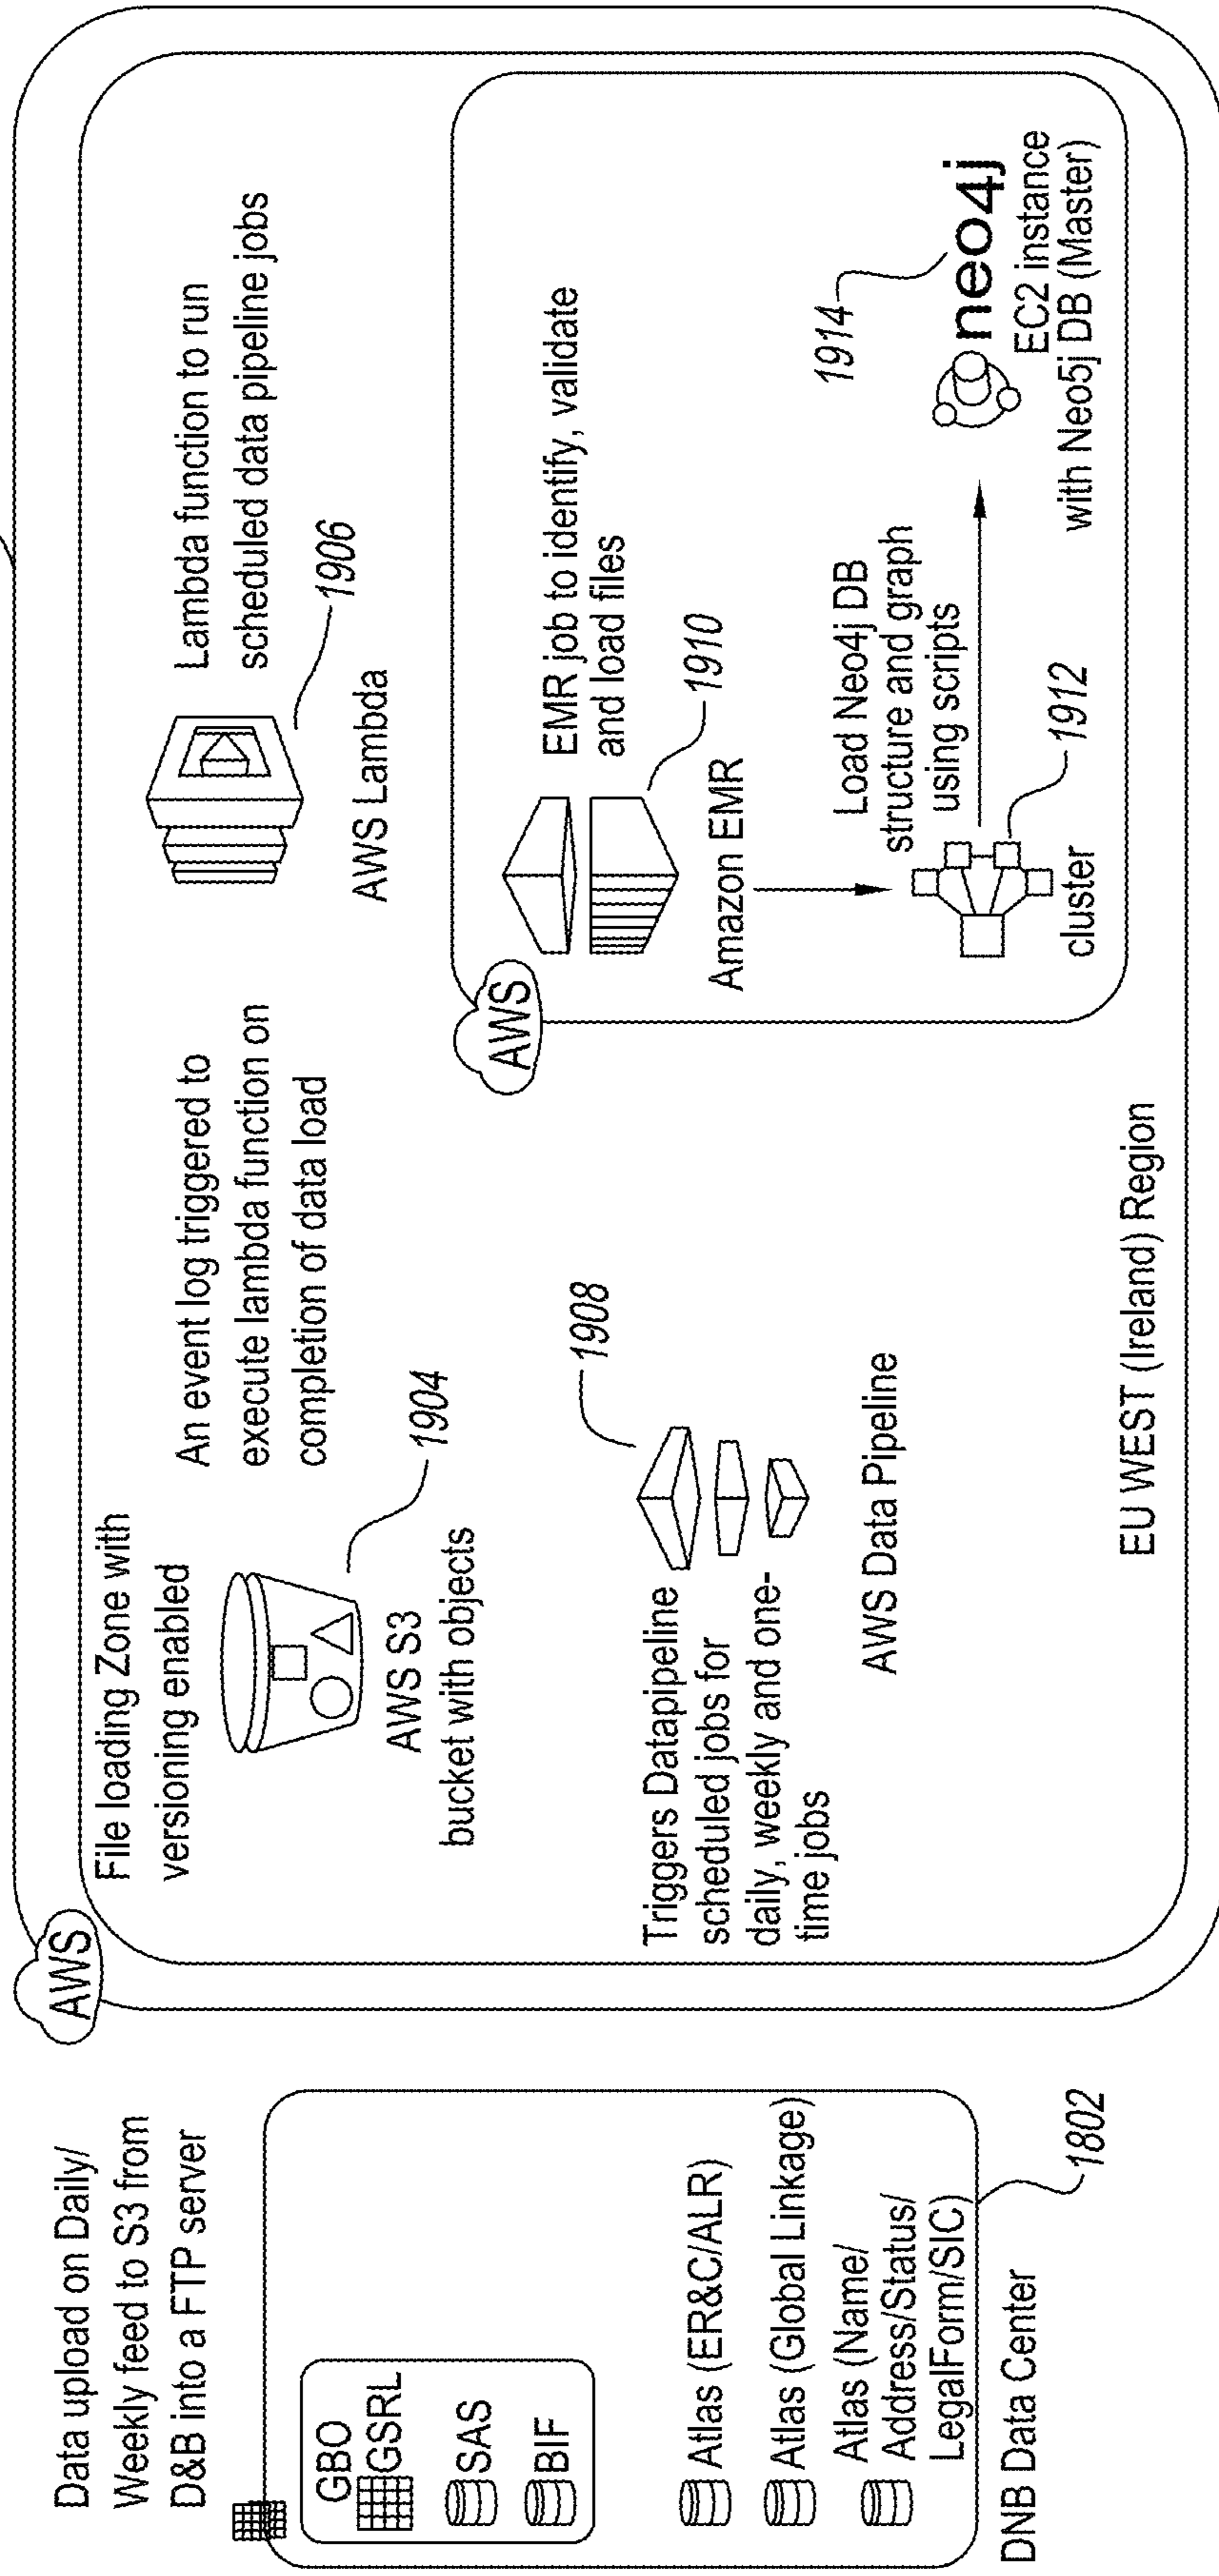 Data upload on Daily/
Weekly feed to S3 from
D&B into a FTP server
GBO
GSRL
SAS
BIF
Atlas (ER&C/ALR)
Atlas (Global Linkage)
Atlas (Name/
Address/Status/
LegalForm/SIC)
1802
DNB Data Center
AWS
File loading Zone with
versioning enabled
1904
AWS S3
bucket with objects
An event log triggered to
execute lambda function on
completion of data load
Lambda function to run
scheduled data pipeline jobs
1906
AWS Lambda
Triggers Datapipeline
scheduled jobs for
daily, weekly and one-
time jobs
1908
AWS Data Pipeline
AWS
EMR job to identify, validate
and load files
1910
Amazon EMR
Load Neo4j DB
structure and graph
using scripts
1912
cluster
1914
neo4j
EC2 instance
with Neo5j DB (Master)
EU WEST (Ireland) Region